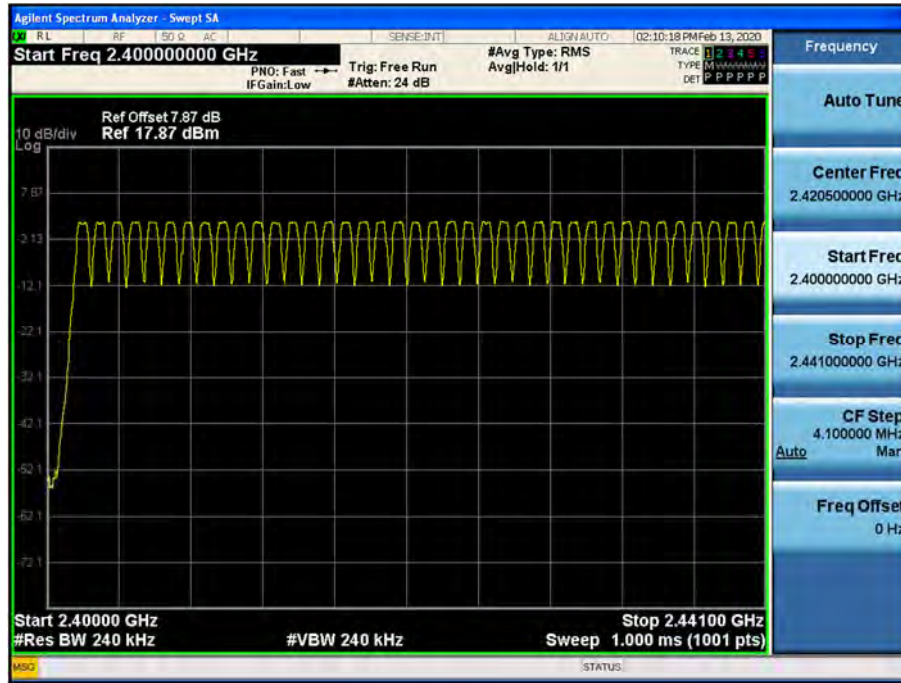 Agilent Spectrum Analyzer - Swept SA
LXI RL RF 50 Ω AC SENSE:INT ALIGN AUTO 02:10:18 PM Feb 13, 2020
Start Freq 2.400000000 GHz
PNO: Fast
IFGain:Low
Trig: Free Run
#Atten: 24 dB
#Avg Type: RMS
Avg|Hold: 1/1
TRACE 1 2 3 4 5 6
TYPE M
DET P P P P P P
Ref Offset 7.87 dB
10 dB/div Ref 17.87 dBm
Log
7.87
-2.13
-12.1
-22.1
-32.1
-42.1
-52.1
-62.1
-72.1
Start 2.40000 GHz Stop 2.44100 GHz
#Res BW 240 kHz #VBW 240 kHz Sweep 1.000 ms (1001 pts)
MSG STATUS
Frequency
Auto Tune
Center Freq
2.420500000 GHz
Start Freq
2.400000000 GHz
Stop Freq
2.441000000 GHz
CF Step
4.100000 MHz
Auto Man
Freq Offset
0 Hz